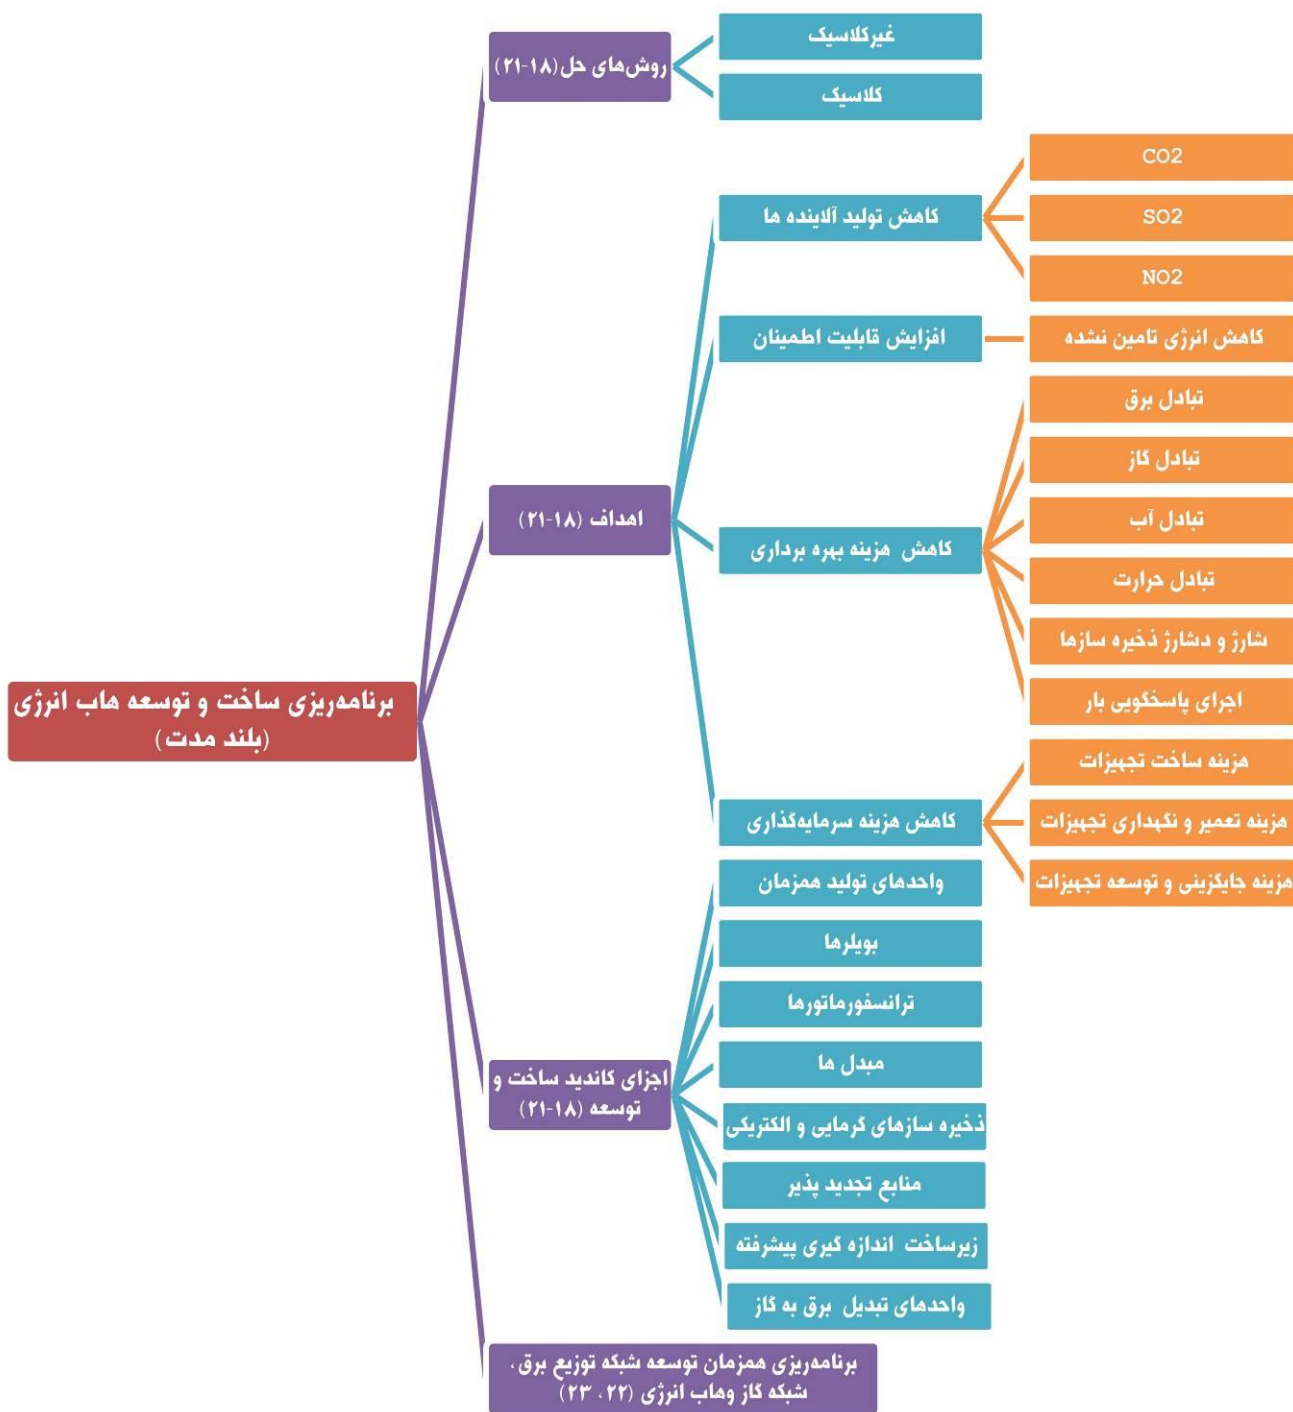 برنامه‌ریزی ساخت و توسعه هاب انرژی
(بلند مدت)
روش‌های حل(۱۸-۲۱)
غیرکلاسیک
کلاسیک
اهداف (۱۸-۲۱)
کاهش تولید آلاینده ها
CO2
SO2
NO2
افزایش قابلیت اطمینان
کاهش انرژی تامین نشده
کاهش هزینه بهره برداری
تبادل برق
تبادل گاز
تبادل آب
تبادل حرارت
شارژ و دشارژ ذخیره سازها
اجرای پاسخگویی بار
کاهش هزینه سرمایه‌گذاری
هزینه ساخت تجهیزات
هزینه تعمیر و نگهداری تجهیزات
هزینه جایگزینی و توسعه تجهیزات
اجزای کاندید ساخت و
توسعه (۱۸-۲۱)
واحدهای تولید همزمان
بویلرها
ترانسفورماتورها
مبدل ها
ذخیره سازهای گرمایی و الکتریکی
منابع تجدید پذیر
زیرساخت اندازه گیری پیشرفته
واحدهای تبدیل برق به گاز
برنامه‌ریزی همزمان توسعه شبکه توزیع برق،
شبکه گاز وهاب انرژی (۲۲، ۲۳)